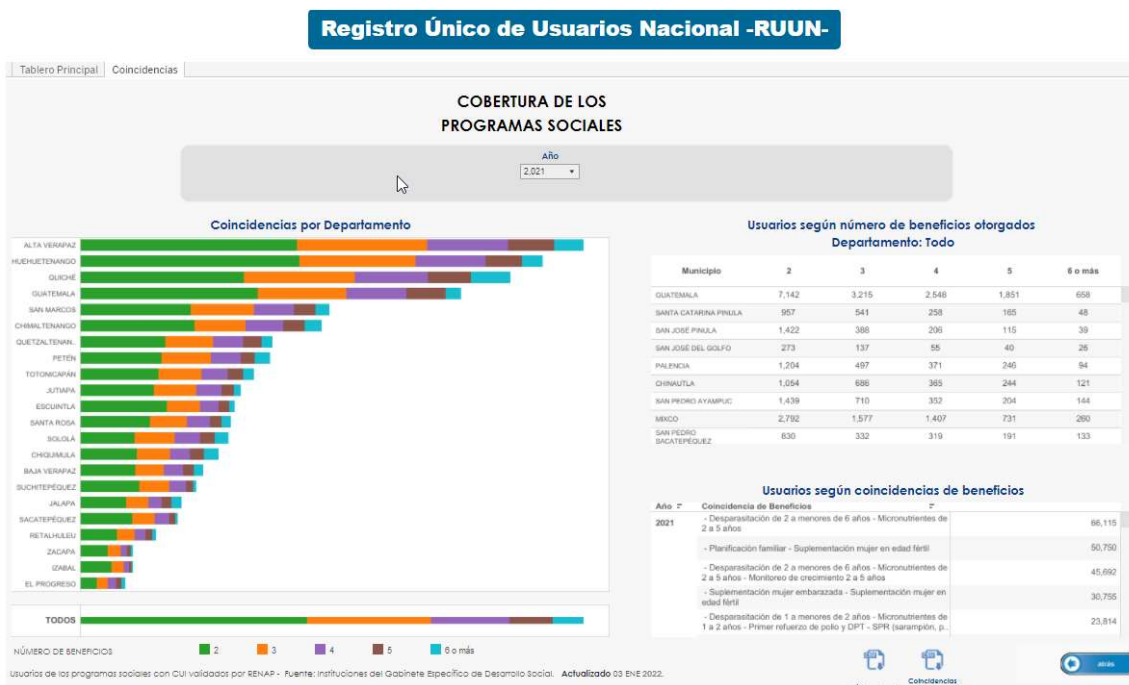 Registro Único de Usuarios Nacional -RUUN-
Tablero Principal Coincidencias
COBERTURA DE LOS
PROGRAMAS SOCIALES
Año
2,021
Coincidencias por Departamento
ALTA VERAPAZ
HUEHUETENANGO
QUICHÉ
GUATEMALA
SAN MARCOS
CHIMALTENANGO
QUETZALTENAN..
PETÉN
TOTONICAPÁN
JUTIAPA
ESCUINTLA
SANTA ROSA
SOLOLÁ
CHIQUIMULA
BAJA VERAPAZ
SUCHITEPÉQUEZ
JALAPA
SACATEPÉQUEZ
RETALHULEU
ZACAPA
IZABAL
EL PROGRESO
TODOS
NÚMERO DE BENEFICIOS 2 3 4 5 6 o más
Usuarios de los programas sociales con CUI validados por RENAP - Fuente: Instituciones del Gabinete Específico de Desarrollo Social. Actualizado 03 ENE 2022.
Usuarios según número de beneficios otorgados
Departamento: Todo
Municipio 2 3 4 5 6 o más
GUATEMALA 7,142 3,215 2,548 1,851 658
SANTA CATARINA PINULA 957 541 258 165 48
SAN JOSÉ PINULA 1,422 388 206 115 39
SAN JOSÉ DEL GOLFO 273 137 55 40 26
PALENCIA 1,204 497 371 246 94
CHINAUTLA 1,054 686 365 244 121
SAN PEDRO AYAMPUC 1,439 710 352 204 144
MIXCO 2,792 1,577 1,407 731 260
SAN PEDRO
SACATEPÉQUEZ 830 332 319 191 133
Usuarios según coincidencias de beneficios
Año Coincidencia de Beneficios
2021 - Desparasitación de 2 a menores de 6 años - Micronutrientes de
2 a 5 años 66,115
- Planificación familiar - Suplementación mujer en edad fértil 50,750
- Desparasitación de 2 a menores de 6 años - Micronutrientes de
2 a 5 años - Monitoreo de crecimiento 2 a 5 años 45,692
- Suplementación mujer embarazada - Suplementación mujer en
edad fértil 30,755
- Desparasitación de 1 a menores de 2 años - Micronutrientes de
1 a 2 años - Primer refuerzo de polio y DPT - SPR (sarampión, p.. 23,814
Coincidencias
atrás